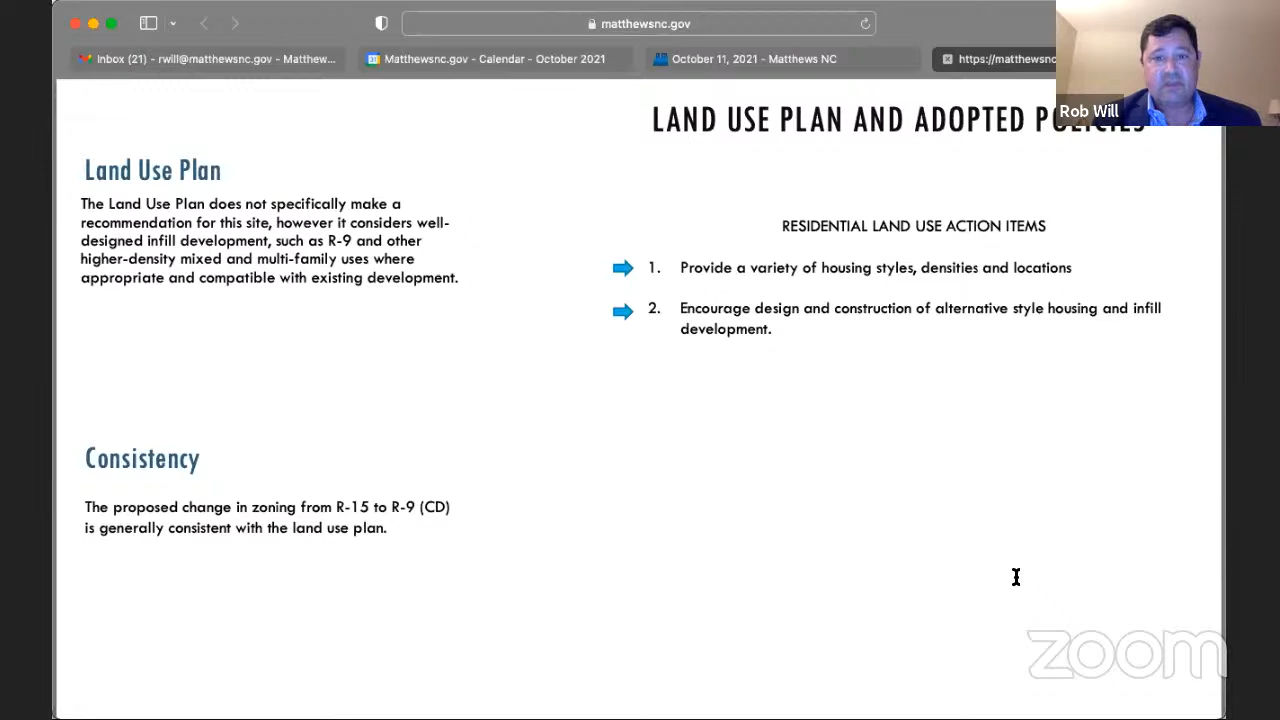 matthewsnc.gov
Inbox (21) - rwill@matthewsnc.gov - Matthew...
Matthewsnc.gov - Calendar - October 2021
October 11, 2021 - Matthews NC
https://matthewsnc
Rob Will
LAND USE PLAN AND ADOPTED POLICIES
Land Use Plan
The Land Use Plan does not specifically make a
recommendation for this site, however it considers well-
designed infill development, such as R-9 and other
higher-density mixed and multi-family uses where
appropriate and compatible with existing development.
RESIDENTIAL LAND USE ACTION ITEMS
1. Provide a variety of housing styles, densities and locations
2. Encourage design and construction of alternative style housing and infill
development.
Consistency
The proposed change in zoning from R-15 to R-9 (CD)
is generally consistent with the land use plan.
zoom